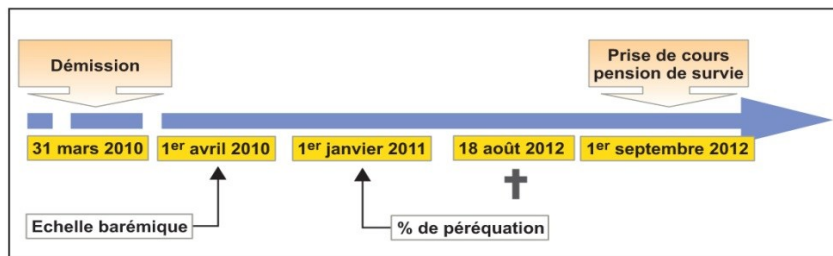 Démission
Prise de cours
pension de survie
31 mars 2010
1er avril 2010
1er janvier 2011
18 août 2012
1er septembre 2012
Echelle barémique
% de péréquation